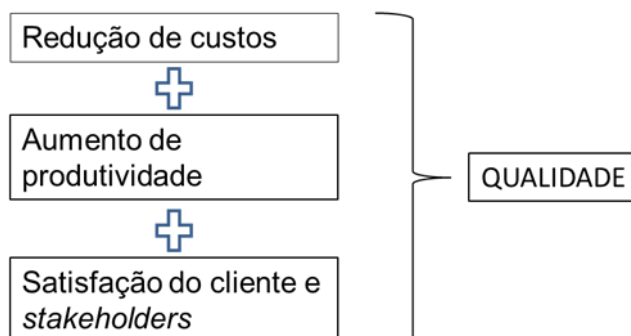 Redução de custos
Aumento de
produtividade
QUALIDADE
Satisfação do cliente e
stakeholders